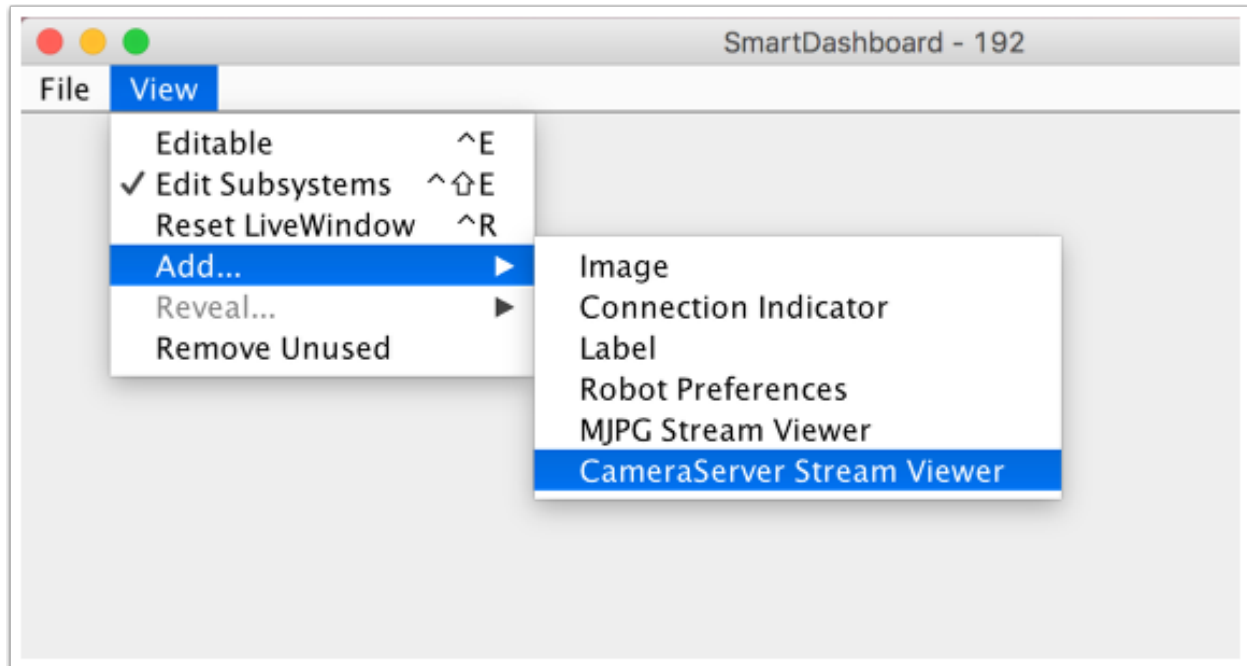 SmartDashboard - 192
File View
Editable ^E
✓ Edit Subsystems ^⇧E
Reset LiveWindow ^R
Add... ▶
Reveal... ▶
Remove Unused
Image
Connection Indicator
Label
Robot Preferences
MJPG Stream Viewer
CameraServer Stream Viewer